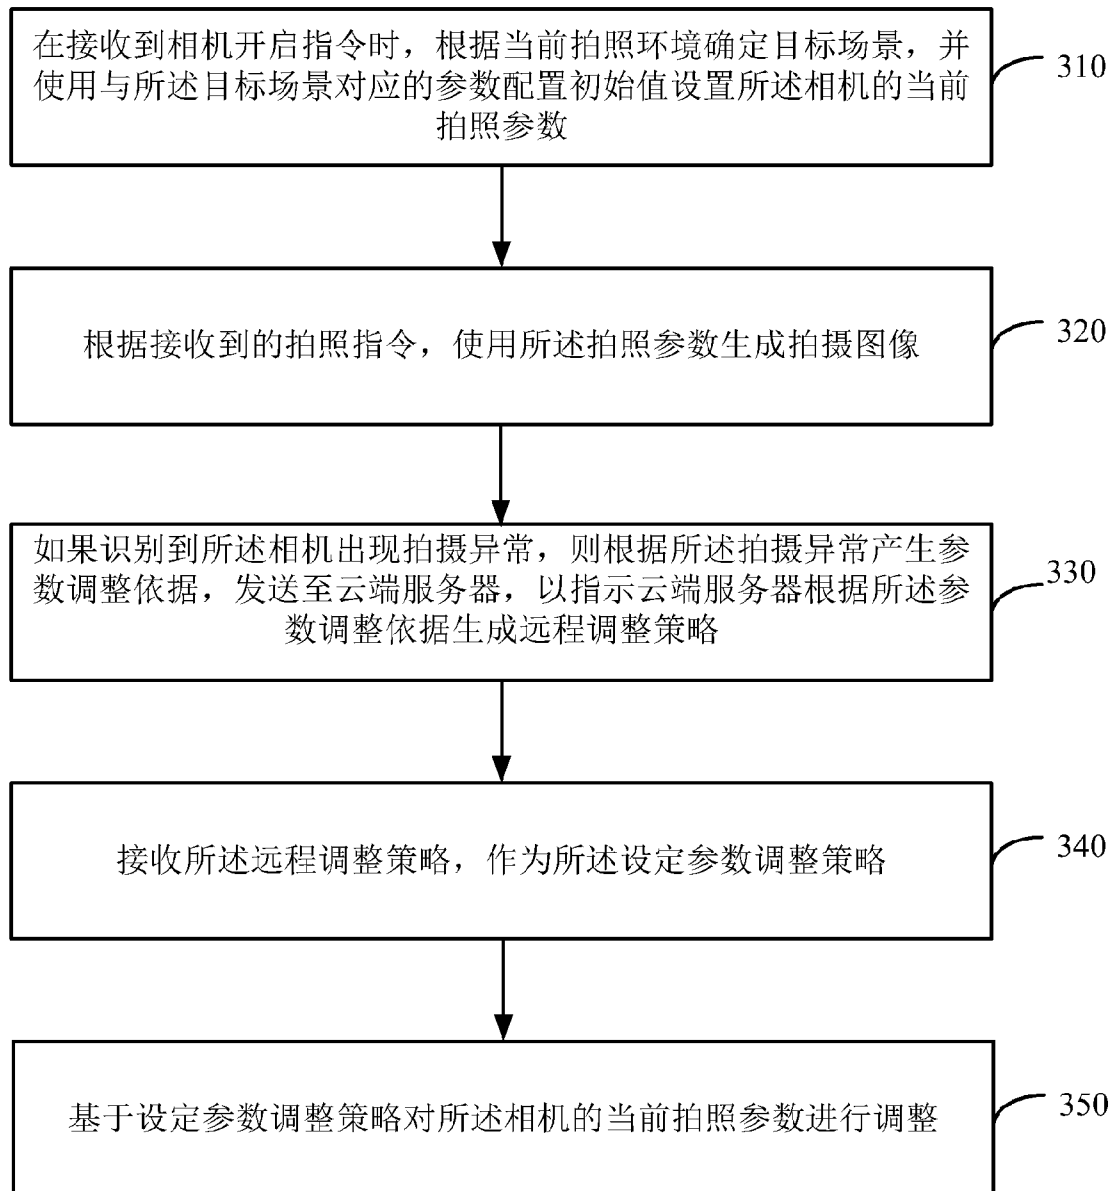 在接收到相机开启指令时，根据当前拍照环境确定目标场景，并
使用与所述目标场景对应的参数配置初始值设置所述相机的当前
拍照参数
310
根据接收到的拍照指令，使用所述拍照参数生成拍摄图像
320
如果识别到所述相机出现拍摄异常，则根据所述拍摄异常产生参
数调整依据，发送至云端服务器，以指示云端服务器根据所述参
数调整依据生成远程调整策略
330
接收所述远程调整策略，作为所述设定参数调整策略
340
基于设定参数调整策略对所述相机的当前拍照参数进行调整
350